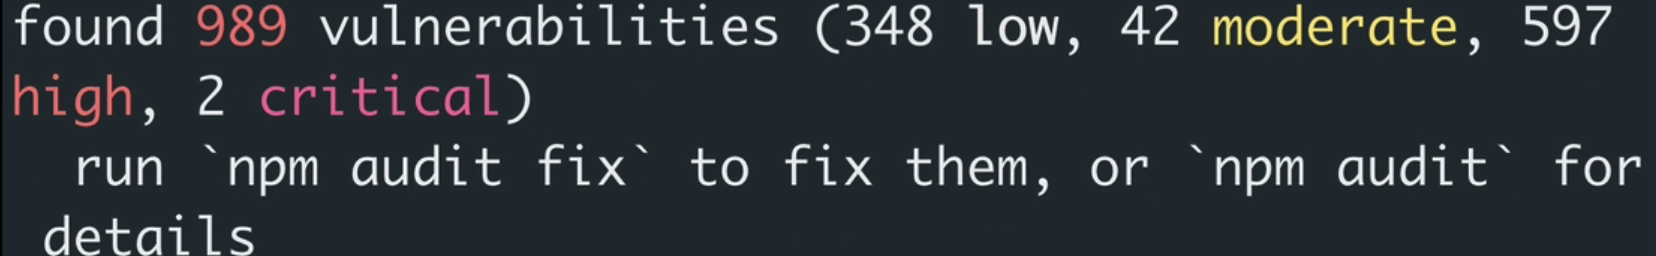 found 989 vulnerabilities (348 low, 42 moderate, 597
high, 2 critical)
run `npm audit fix` to fix them, or `npm audit` for
details